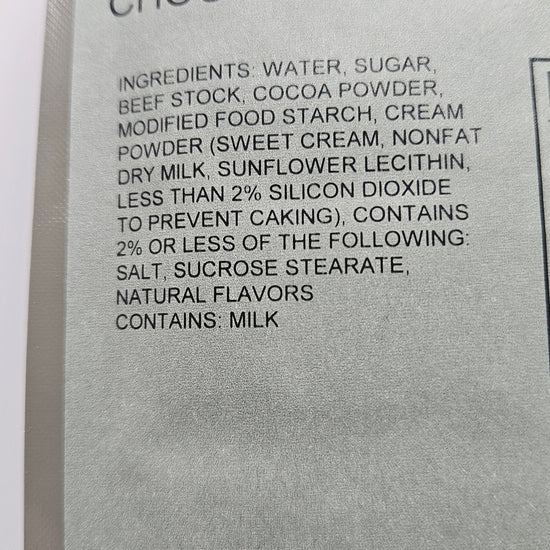 INGREDIENTS: WATER, SUGAR,
BEEF STOCK, COCOA POWDER,
MODIFIED FOOD STARCH, CREAM
POWDER (SWEET CREAM, NONFAT
DRY MILK, SUNFLOWER LECITHIN,
LESS THAN 2% SILICON DIOXIDE
TO PREVENT CAKING), CONTAINS
2% OR LESS OF THE FOLLOWING:
SALT, SUCROSE STEARATE,
NATURAL FLAVORS
CONTAINS: MILK